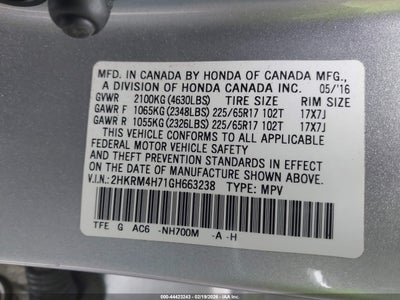 MFD. IN CANADA BY HONDA OF CANADA MFG.,
A DIVISION OF HONDA CANADA INC. 05/'16
GVWR 2100KG (4630LBS) TIRE SIZE RIM SIZE
GAWR F 1065KG (2348LBS) 225/65R17 102T 17X7J
GAWR R 1055KG (2326LBS) 225/65R17 102T 17X7J
THIS VEHICLE CONFORMS TO ALL APPLICABLE
FEDERAL MOTOR VEHICLE SAFETY
AND THEFT PREVENTION STANDARDS IN EFFECT
ON THE DATE OF MANUFACTURE SHOWN ABOVE.
V.I.N.: 2HKRM4H71GH663238 TYPE: MPV
TFE G AC6 -NH700M -A -H
000-44423243 - 02/19/2026 - IAAI.COM